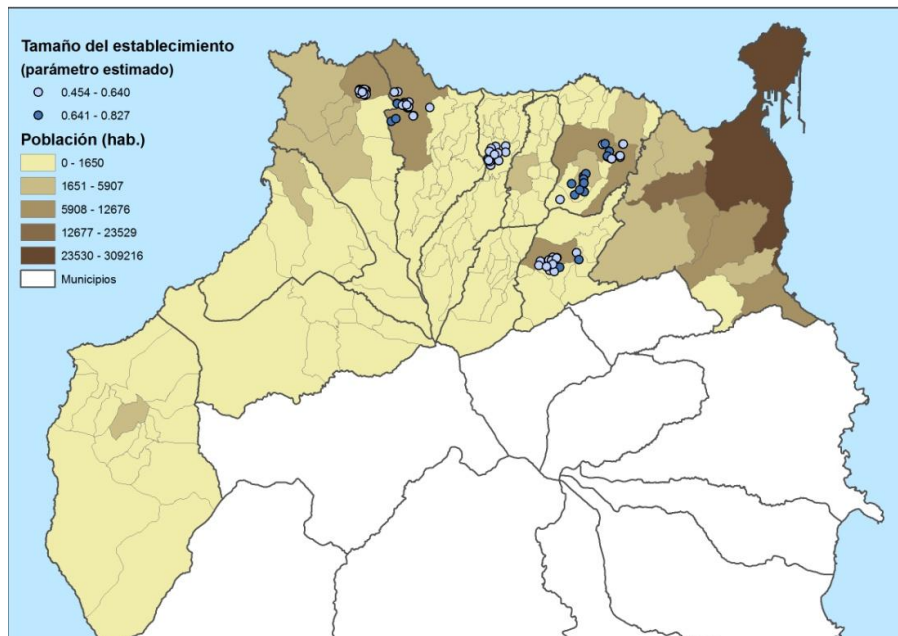 Tamaño del establecimiento
(parámetro estimado)
0.454 - 0.640
0.641 - 0.827
Población (hab.)
0 - 1650
1651 - 5907
5908 - 12676
12677 - 23529
23530 - 309216
Municipios